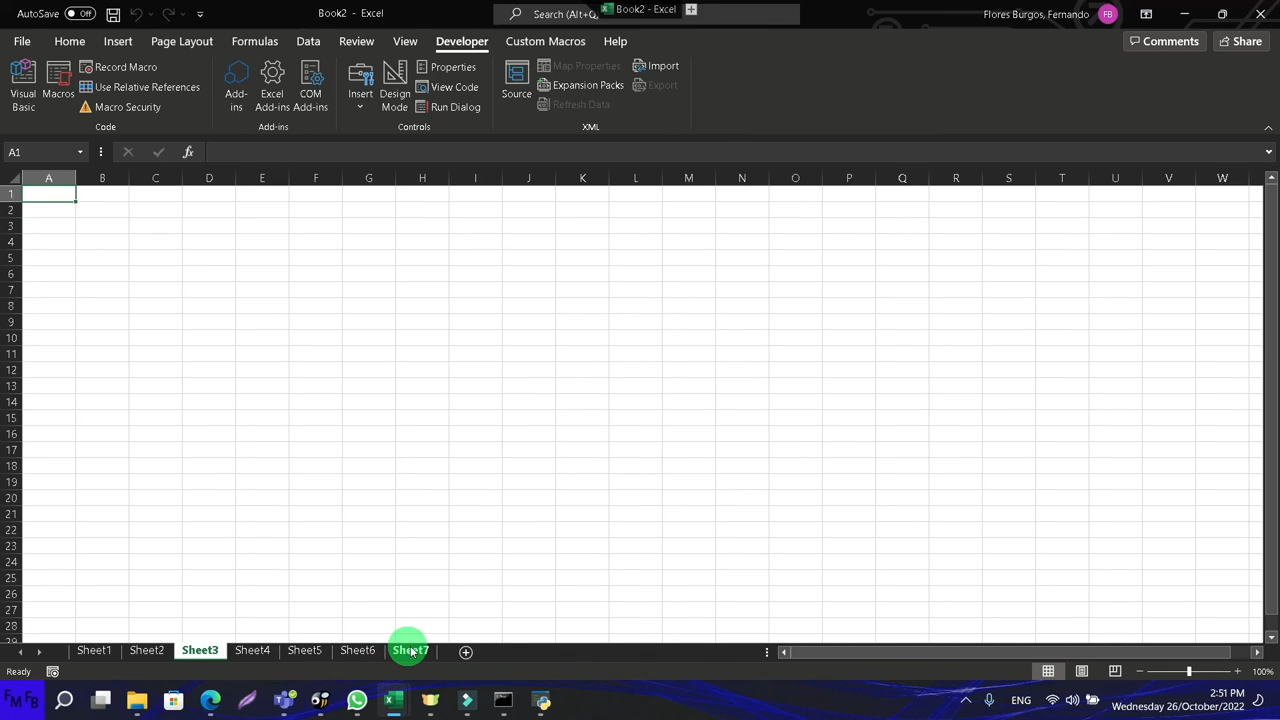 AutoSave Off Book2 - Excel Search (Alt+Q Book2 - Excel Flores Burgos, Fernando FB
File Home Insert Page Layout Formulas Data Review View Developer Custom Macros Help Comments Share
Visual Basic
Macros
Record Macro
Use Relative References
Macro Security
Code
Add-ins
Excel Add-ins
COM Add-ins
Add-ins
Insert
Design Mode
Properties
View Code
Run Dialog
Controls
Source
Map Properties
Expansion Packs
Refresh Data
Import
Export
XML
A1 fx
A B C D E F G H I J K L M N O P Q R S T U V W
1
2
3
4
5
6
7
8
9
10
11
12
13
14
15
16
17
18
19
20
21
22
23
24
25
26
27
28
29
Sheet1 Sheet2 Sheet3 Sheet4 Sheet5 Sheet6 Sheet7
Ready 100%
FM FB ENG 2:51 PM
Wednesday 26/October/2022